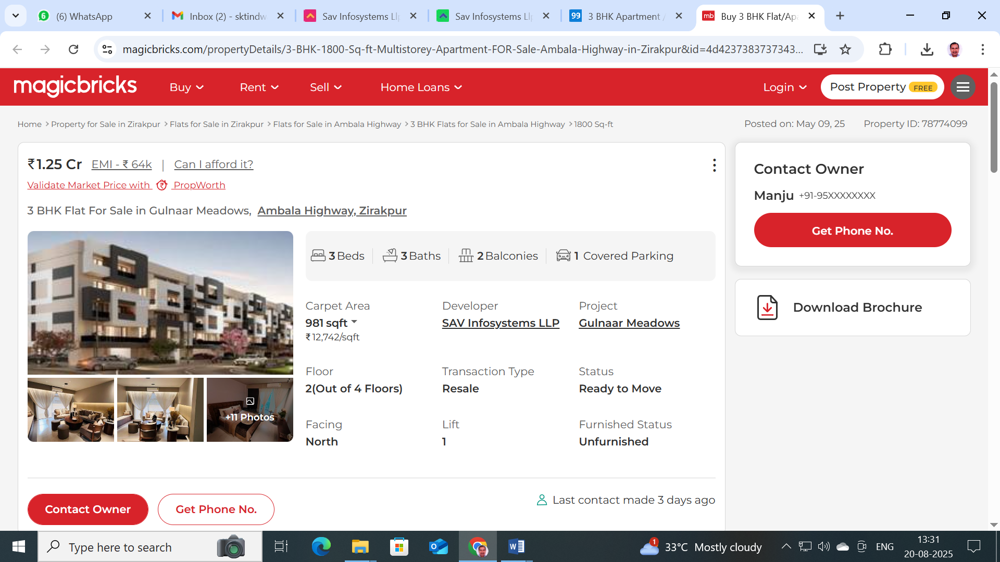 (6) WhatsApp
Inbox (2) - sktindw
Sav Infosystems Ll
Sav Infosystems Ll
99 3 BHK Apartment /
mb Buy 3 BHK Flat/Apa
magicbricks.com/propertyDetails/3-BHK-1800-Sq-ft-Multistorey-Apartment-FOR-Sale-Ambala-Highway-in-Zirakpur&id=4d4237383737343...
magicbricks Buy Rent Sell Home Loans Login Post Property FREE
Home > Property for Sale in Zirakpur > Flats for Sale in Zirakpur > Flats for Sale in Ambala Highway > 3 BHK Flats for Sale in Ambala Highway > 1800 Sq-ft
Posted on: May 09, 25 Property ID: 78774099
₹1.25 Cr EMI - ₹ 64k | Can I afford it?
Validate Market Price with PropWorth
3 BHK Flat For Sale in Gulnaar Meadows, Ambala Highway, Zirakpur
3 Beds 3 Baths 2 Balconies 1 Covered Parking
Carpet Area
981 sqft
₹12,742/sqft
Developer
SAV Infosystems LLP
Project
Gulnaar Meadows
Floor
2(Out of 4 Floors)
Transaction Type
Resale
Status
Ready to Move
Facing
North
Lift
1
Furnished Status
Unfurnished
+11 Photos
Contact Owner Get Phone No.
Last contact made 3 days ago
Contact Owner
Manju +91-95XXXXXXXX
Get Phone No.
Download Brochure
Type here to search
1
33°C Mostly cloudy
ENG
13:31
20-08-2025